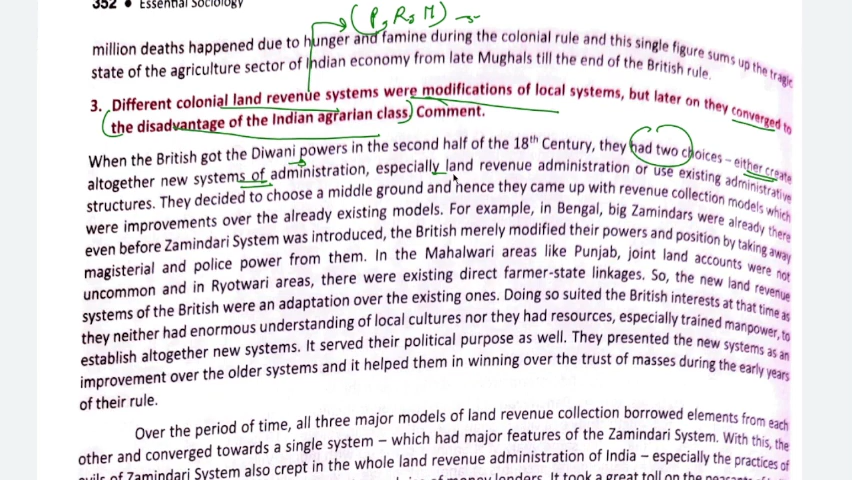 352 • Essential Sociology
(P, R, M)
million deaths happened due to hunger and famine during the colonial rule and this single figure sums up the tragic
state of the agriculture sector of Indian economy from late Mughals till the end of the British rule.
3. Different colonial land revenue systems were modifications of local systems, but later on they converged to
the disadvantage of the Indian agrarian class. Comment.
When the British got the Diwani powers in the second half of the 18th Century, they had two choices – either create
altogether new systems of administration, especially land revenue administration or use existing administrative
structures. They decided to choose a middle ground and hence they came up with revenue collection models which
were improvements over the already existing models. For example, in Bengal, big Zamindars were already there
even before Zamindari System was introduced, the British merely modified their powers and position by taking away
magisterial and police power from them. In the Mahalwari areas like Punjab, joint land accounts were not
uncommon and in Ryotwari areas, there were existing direct farmer-state linkages. So, the new land revenue
systems of the British were an adaptation over the existing ones. Doing so suited the British interests at that time as
they neither had enormous understanding of local cultures nor they had resources, especially trained manpower, to
establish altogether new systems. It served their political purpose as well. They presented the new systems as an
improvement over the older systems and it helped them in winning over the trust of masses during the early years
of their rule.
Over the period of time, all three major models of land revenue collection borrowed elements from each
other and converged towards a single system – which had major features of the Zamindari System. With this, the
evils of Zamindari System also crept in the whole land revenue administration of India – especially the practices of
money lenders. It took a great toll on the